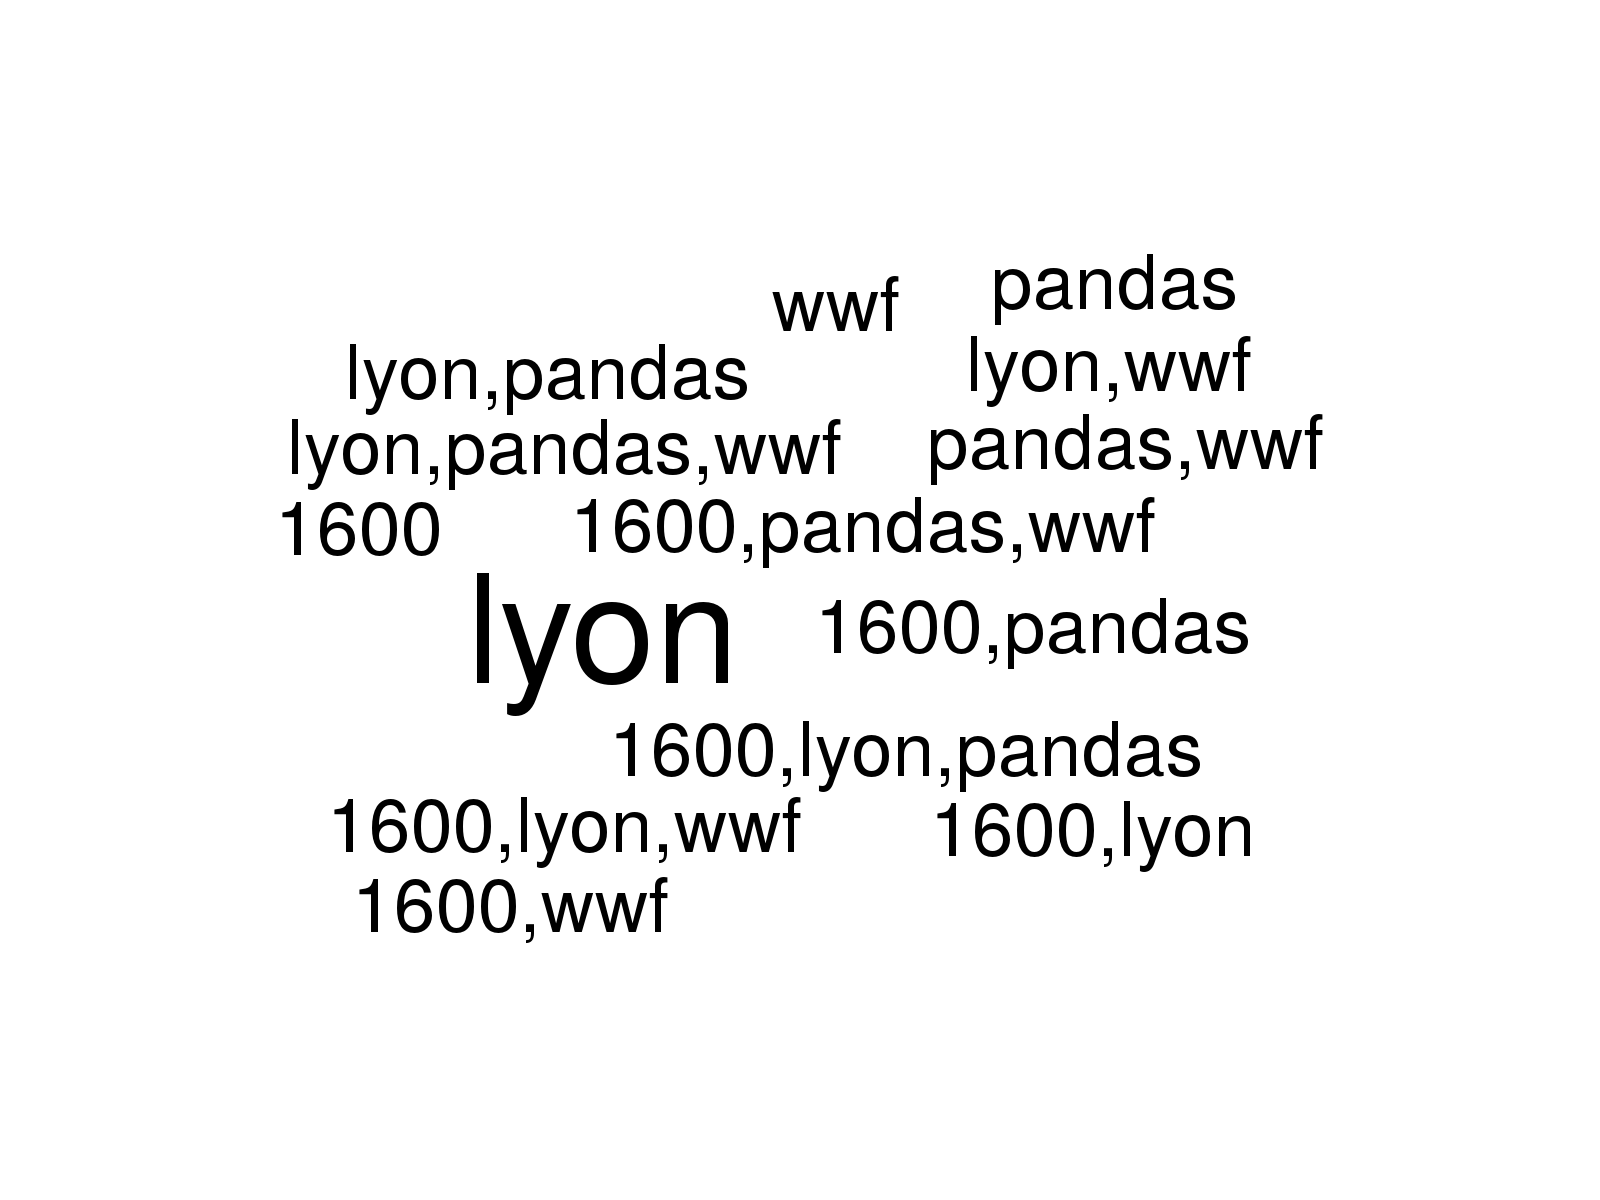 wwf pandas
lyon,pandas lyon,wwf
lyon,pandas,wwf pandas,wwf
1600 1600,pandas,wwf
lyon 1600,pandas
1600,lyon,pandas
1600,lyon,wwf 1600,lyon
1600,wwf